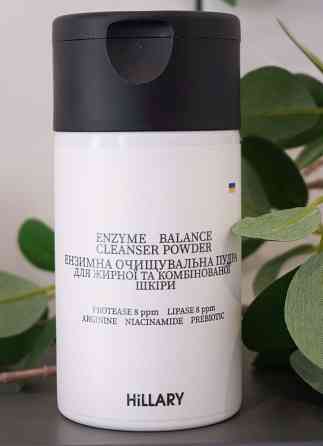 ENZYME BALANCE
CLEANSER POWDER
ЕНЗИМНА ОЧИЩУВАЛЬНА ПУДРА
ДЛЯ ЖИРНОЇ ТА КОМБІНОВАНОЇ
ШКІРИ
PROTEASE 8 ppm LIPASE 8 ppm
ARGININE NIACINAMIDE PREBIOTIC
HiLLARY